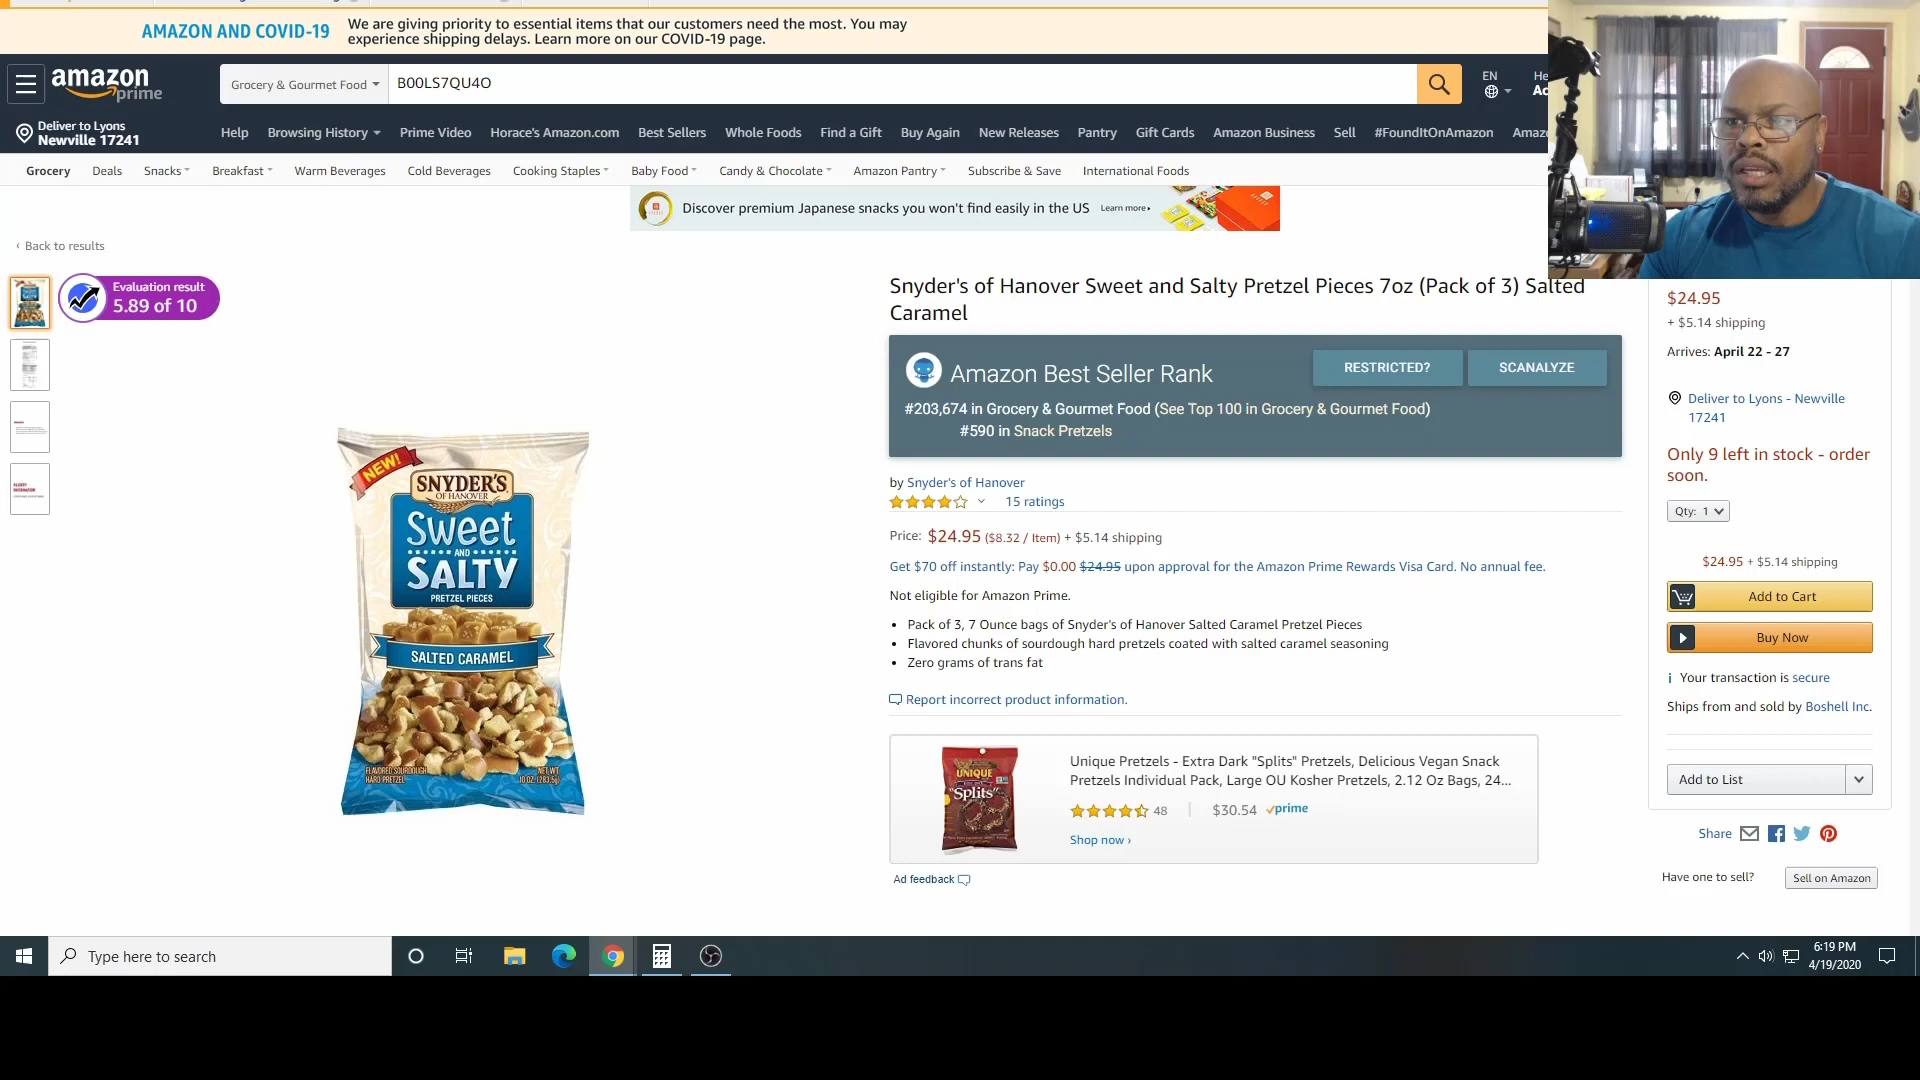 AMAZON AND COVID-19
We are giving priority to essential items that our customers need the most. You may
experience shipping delays. Learn more on our COVID-19 page.
amazon
prime
Grocery & Gourmet Food
B00LS7QU4O
EN
He
Ac
Deliver to Lyons
Newville 17241
Help Browsing History Prime Video Horace's Amazon.com Best Sellers Whole Foods Find a Gift Buy Again New Releases Pantry Gift Cards Amazon Business Sell #FoundItOnAmazon Amaz
Grocery Deals Snacks Breakfast Warm Beverages Cold Beverages Cooking Staples Baby Food Candy & Chocolate Amazon Pantry Subscribe & Save International Foods
Discover premium Japanese snacks you won't find easily in the US Learn more
‹ Back to results
Evaluation result
5.89 of 10
NEW!
SNYDER'S
OF HANOVER
Sweet
AND
SALTY
PRETZEL PIECES
SALTED CARAMEL
FLAVORED SOURDOUGH
HARD PRETZEL
NET WT.
10 OZ. (283.5g)
Snyder's of Hanover Sweet and Salty Pretzel Pieces 7oz (Pack of 3) Salted
Caramel
Amazon Best Seller Rank
RESTRICTED?
SCANALYZE
#203,674 in Grocery & Gourmet Food (See Top 100 in Grocery & Gourmet Food)
#590 in Snack Pretzels
by Snyder's of Hanover
15 ratings
Price: $24.95 ($8.32 / Item) + $5.14 shipping
Get $70 off instantly: Pay $0.00 $24.95 upon approval for the Amazon Prime Rewards Visa Card. No annual fee.
Not eligible for Amazon Prime.
• Pack of 3, 7 Ounce bags of Snyder's of Hanover Salted Caramel Pretzel Pieces
• Flavored chunks of sourdough hard pretzels coated with salted caramel seasoning
• Zero grams of trans fat
Report incorrect product information.
UNIQUE
"Splits"
Unique Pretzels - Extra Dark "Splits" Pretzels, Delicious Vegan Snack
Pretzels Individual Pack, Large OU Kosher Pretzels, 2.12 Oz Bags, 24...
48 | $30.54 prime
Shop now ›
Ad feedback
$24.95
+ $5.14 shipping
Arrives: April 22 - 27
Deliver to Lyons - Newville
17241
Only 9 left in stock - order
soon.
Qty: 1
$24.95 + $5.14 shipping
Add to Cart
Buy Now
Your transaction is secure
Ships from and sold by Boshell Inc.
Add to List
Share
Have one to sell? Sell on Amazon
Type here to search
6:19 PM
4/19/2020